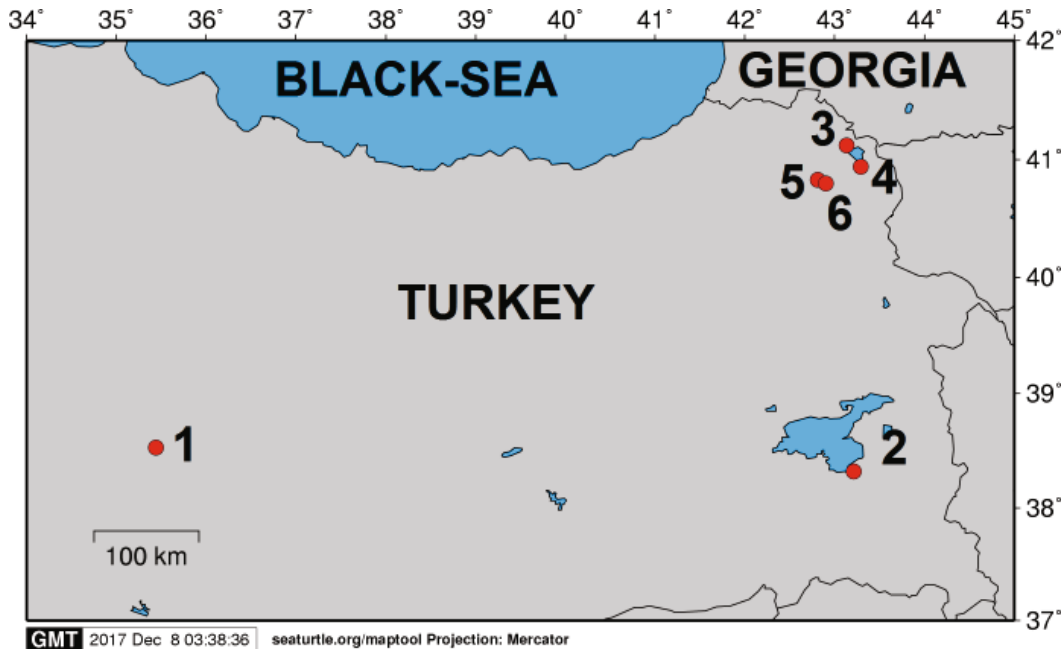 34° 35° 36° 37° 38° 39° 40° 41° 42° 43° 44° 45°
42°
BLACK-SEA
GEORGIA
3
41°
4
5
6
40°
TURKEY
39°
1
2
38°
100 km
37°
GMT 2017 Dec 8 03:38:36 seaturtle.org/maptool Projection: Mercator